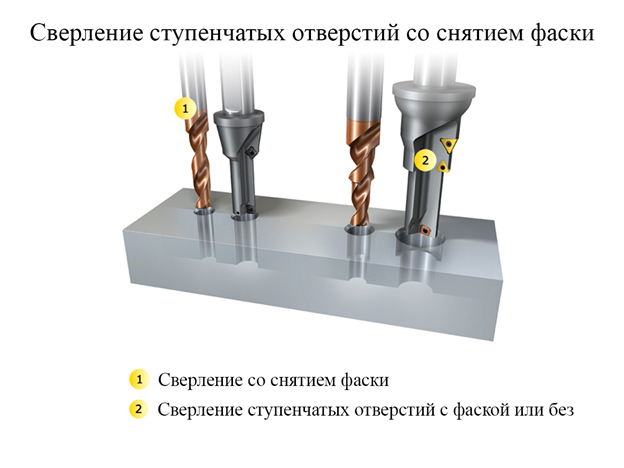 Сверление ступенчатых отверстий со снятием фаски
1
2
1 Сверление со снятием фаски
2 Сверление ступенчатых отверстий с фаской или без